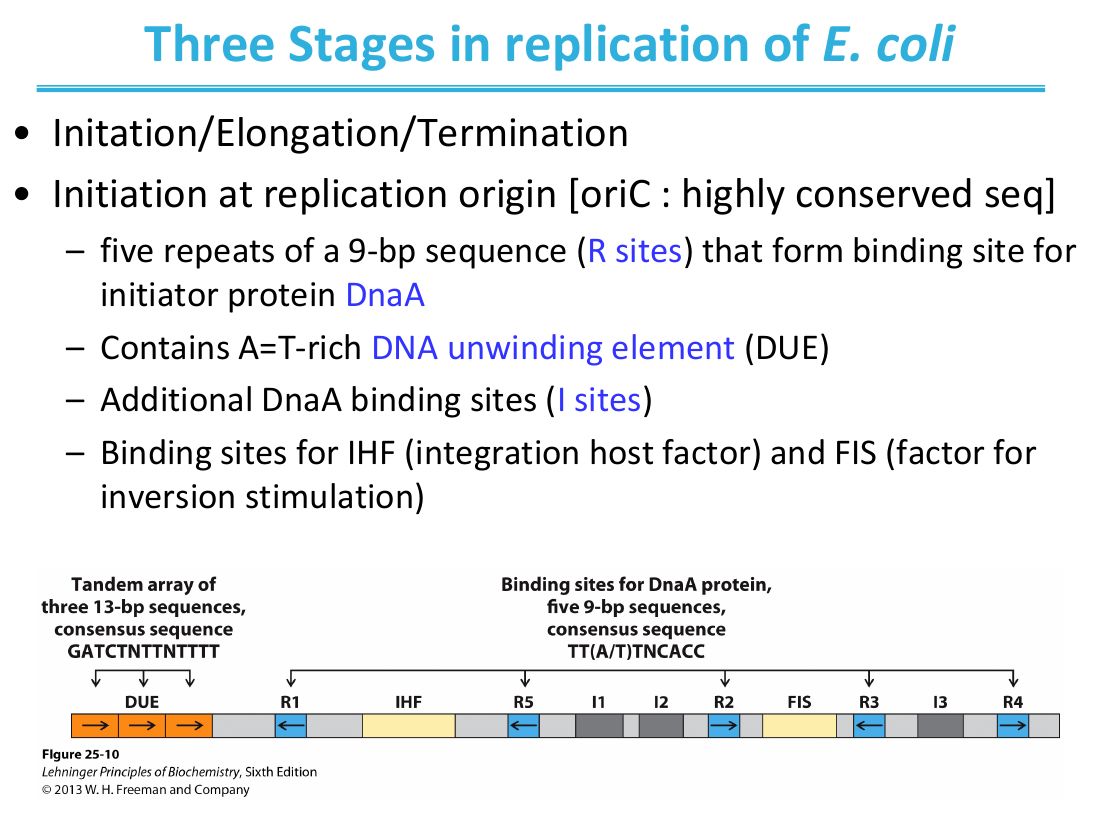 Three Stages in replication of E. coli
• Initation/Elongation/Termination
• Initiation at replication origin [oriC : highly conserved seq]
– five repeats of a 9-bp sequence (R sites) that form binding site for
initiator protein DnaA
– Contains A=T-rich DNA unwinding element (DUE)
– Additional DnaA binding sites (I sites)
– Binding sites for IHF (integration host factor) and FIS (factor for
inversion stimulation)
Tandem array of
three 13-bp sequences,
consensus sequence
GATCTNTTNTTTT
Binding sites for DnaA protein,
five 9-bp sequences,
consensus sequence
TT(A/T)TNCACC
DUE R1 IHF R5 I1 I2 R2 FIS R3 I3 R4
Figure 25-10
Lehninger Principles of Biochemistry, Sixth Edition
© 2013 W. H. Freeman and Company